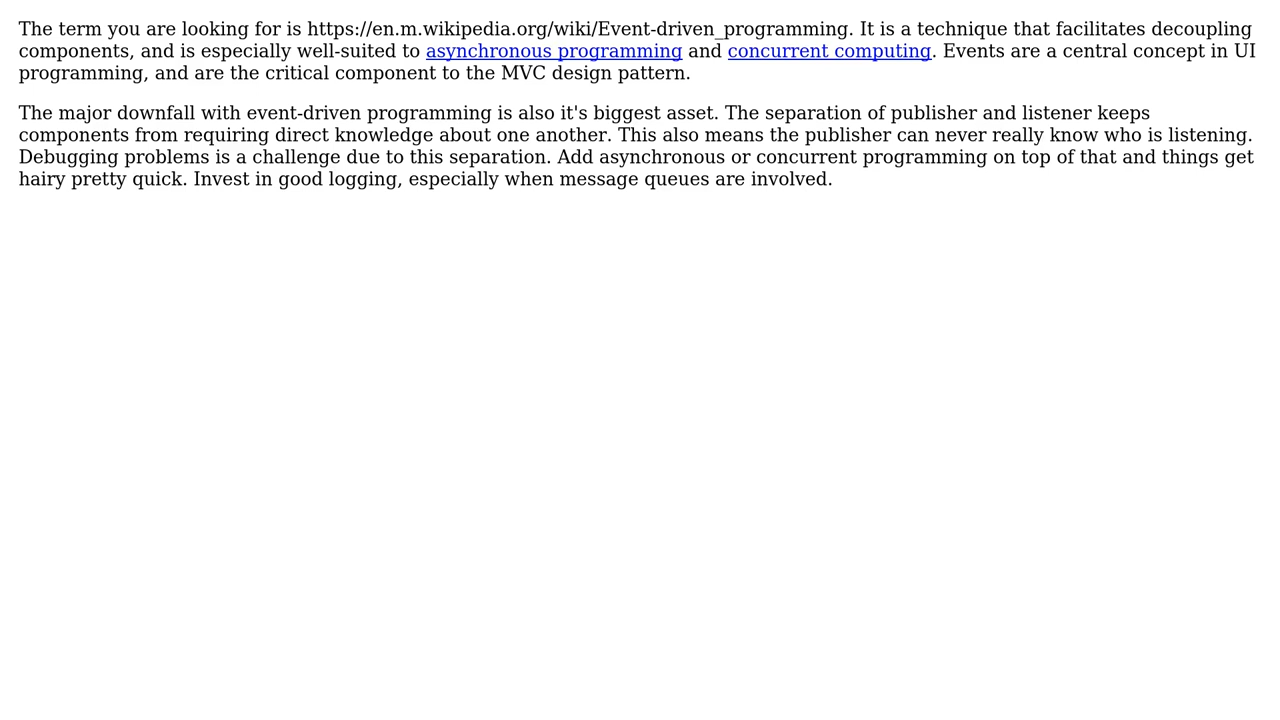 The term you are looking for is https://en.m.wikipedia.org/wiki/Event-driven_programming. It is a technique that facilitates decoupling
components, and is especially well-suited to asynchronous programming and concurrent computing. Events are a central concept in UI
programming, and are the critical component to the MVC design pattern.
The major downfall with event-driven programming is also it's biggest asset. The separation of publisher and listener keeps
components from requiring direct knowledge about one another. This also means the publisher can never really know who is listening.
Debugging problems is a challenge due to this separation. Add asynchronous or concurrent programming on top of that and things get
hairy pretty quick. Invest in good logging, especially when message queues are involved.